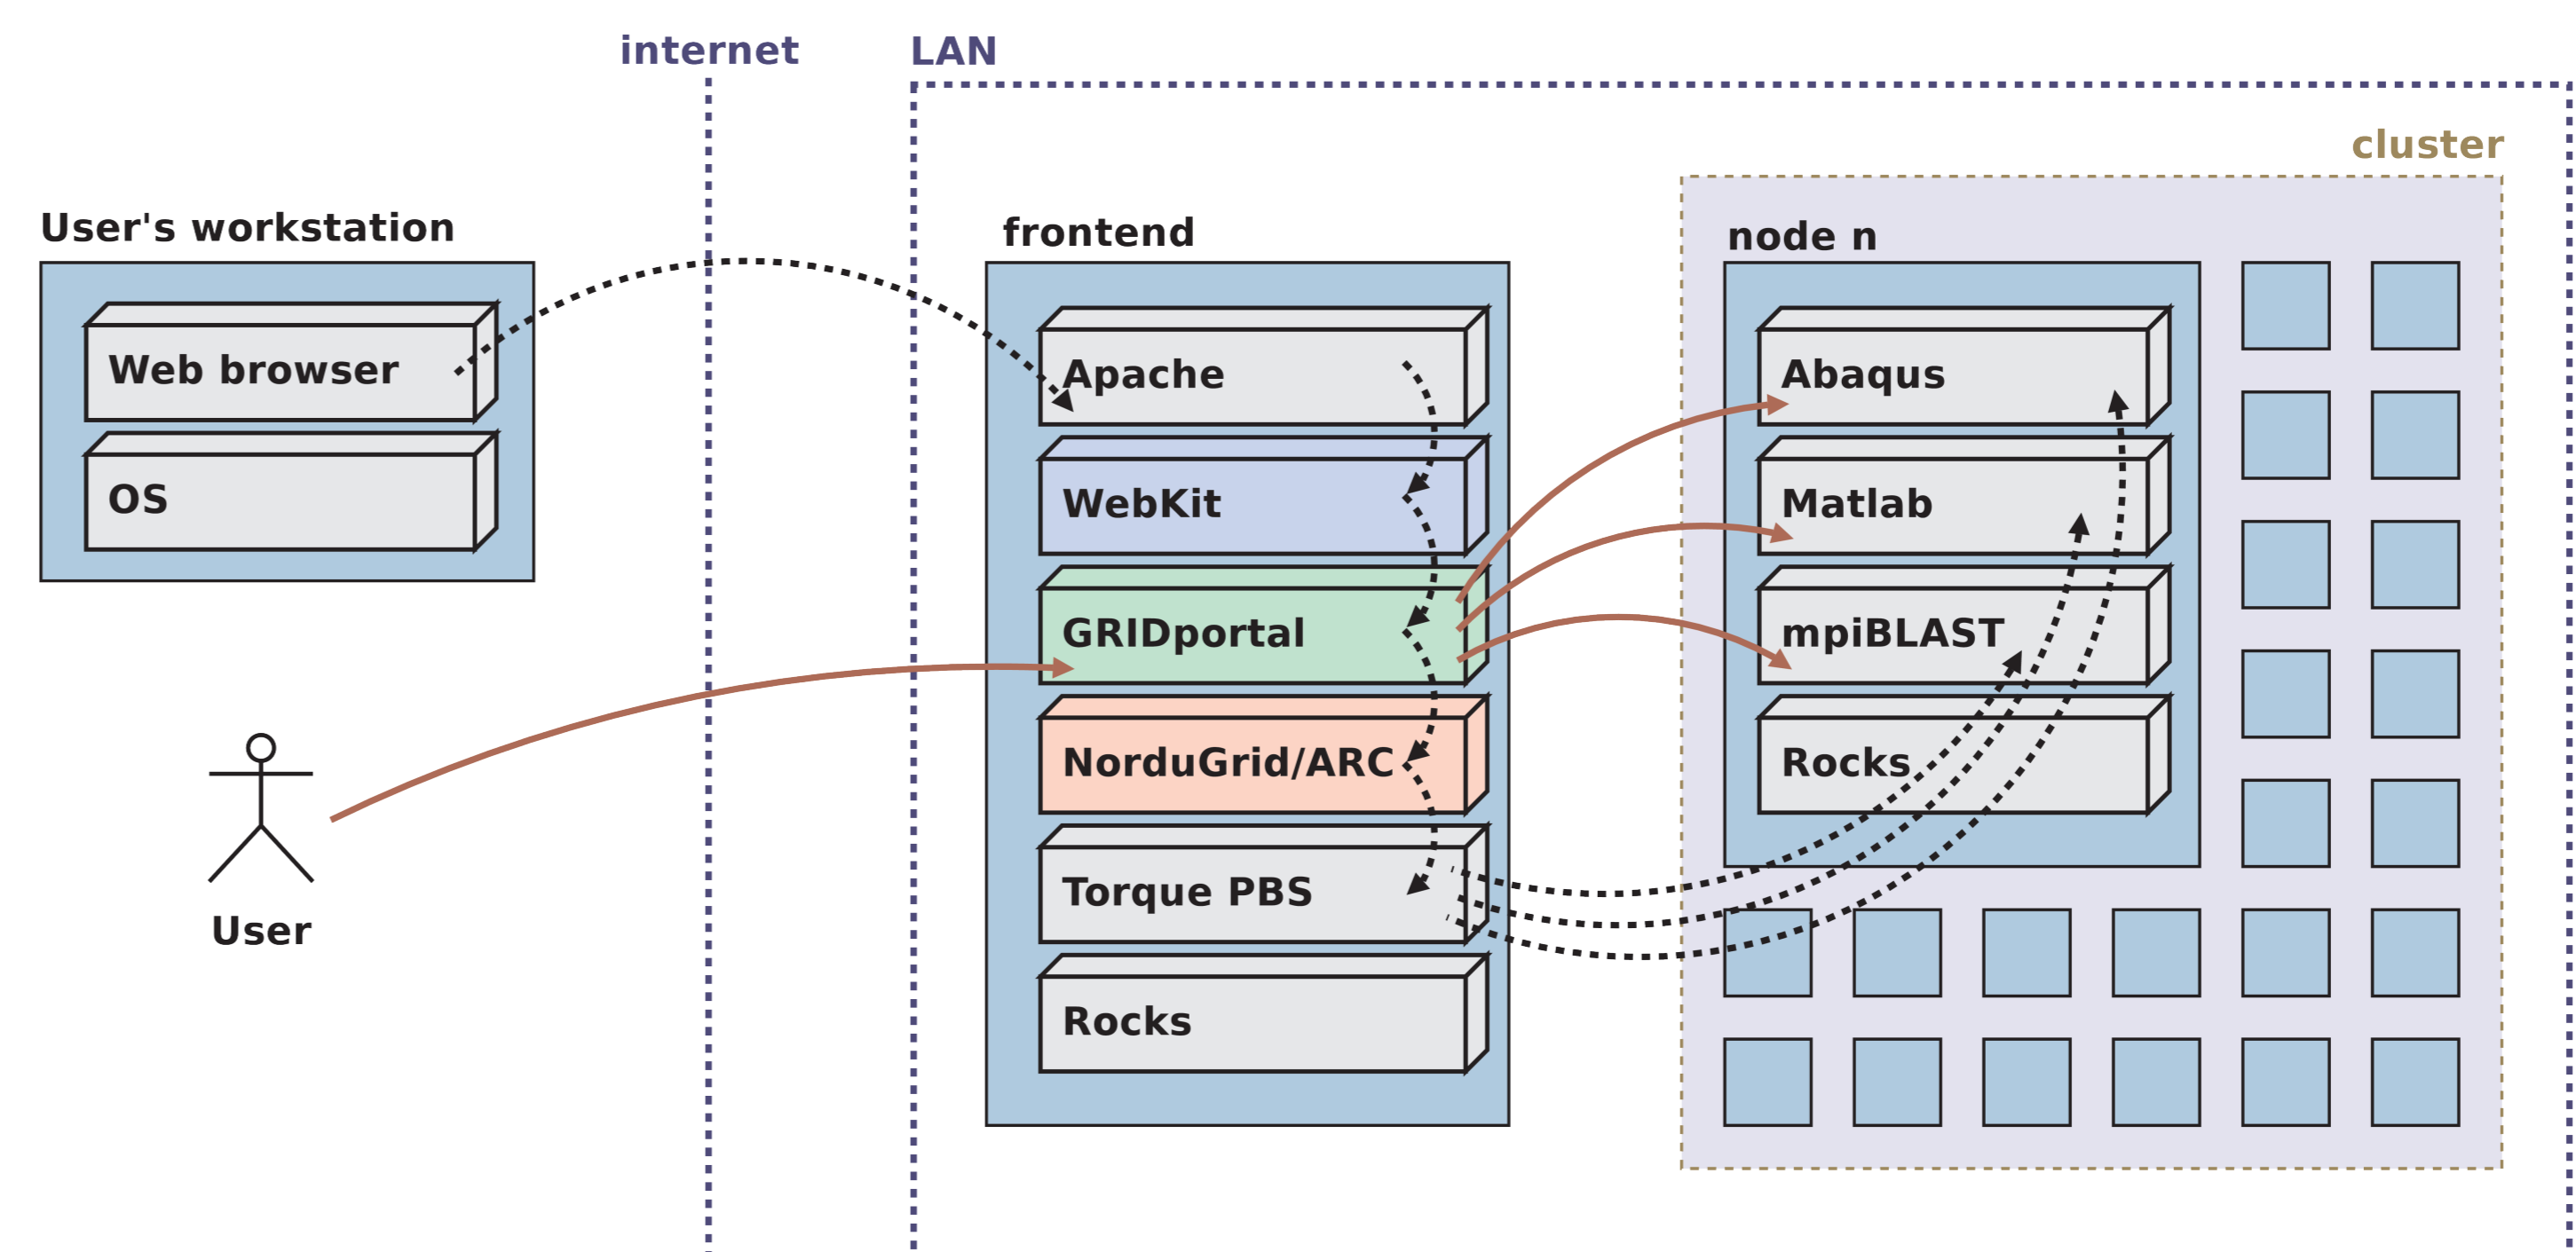 internet
LAN
cluster
User's workstation
frontend
node n
Web browser
OS
Apache
WebKit
GRIDportal
NorduGrid/ARC
Torque PBS
Rocks
Abaqus
Matlab
mpiBLAST
Rocks
User